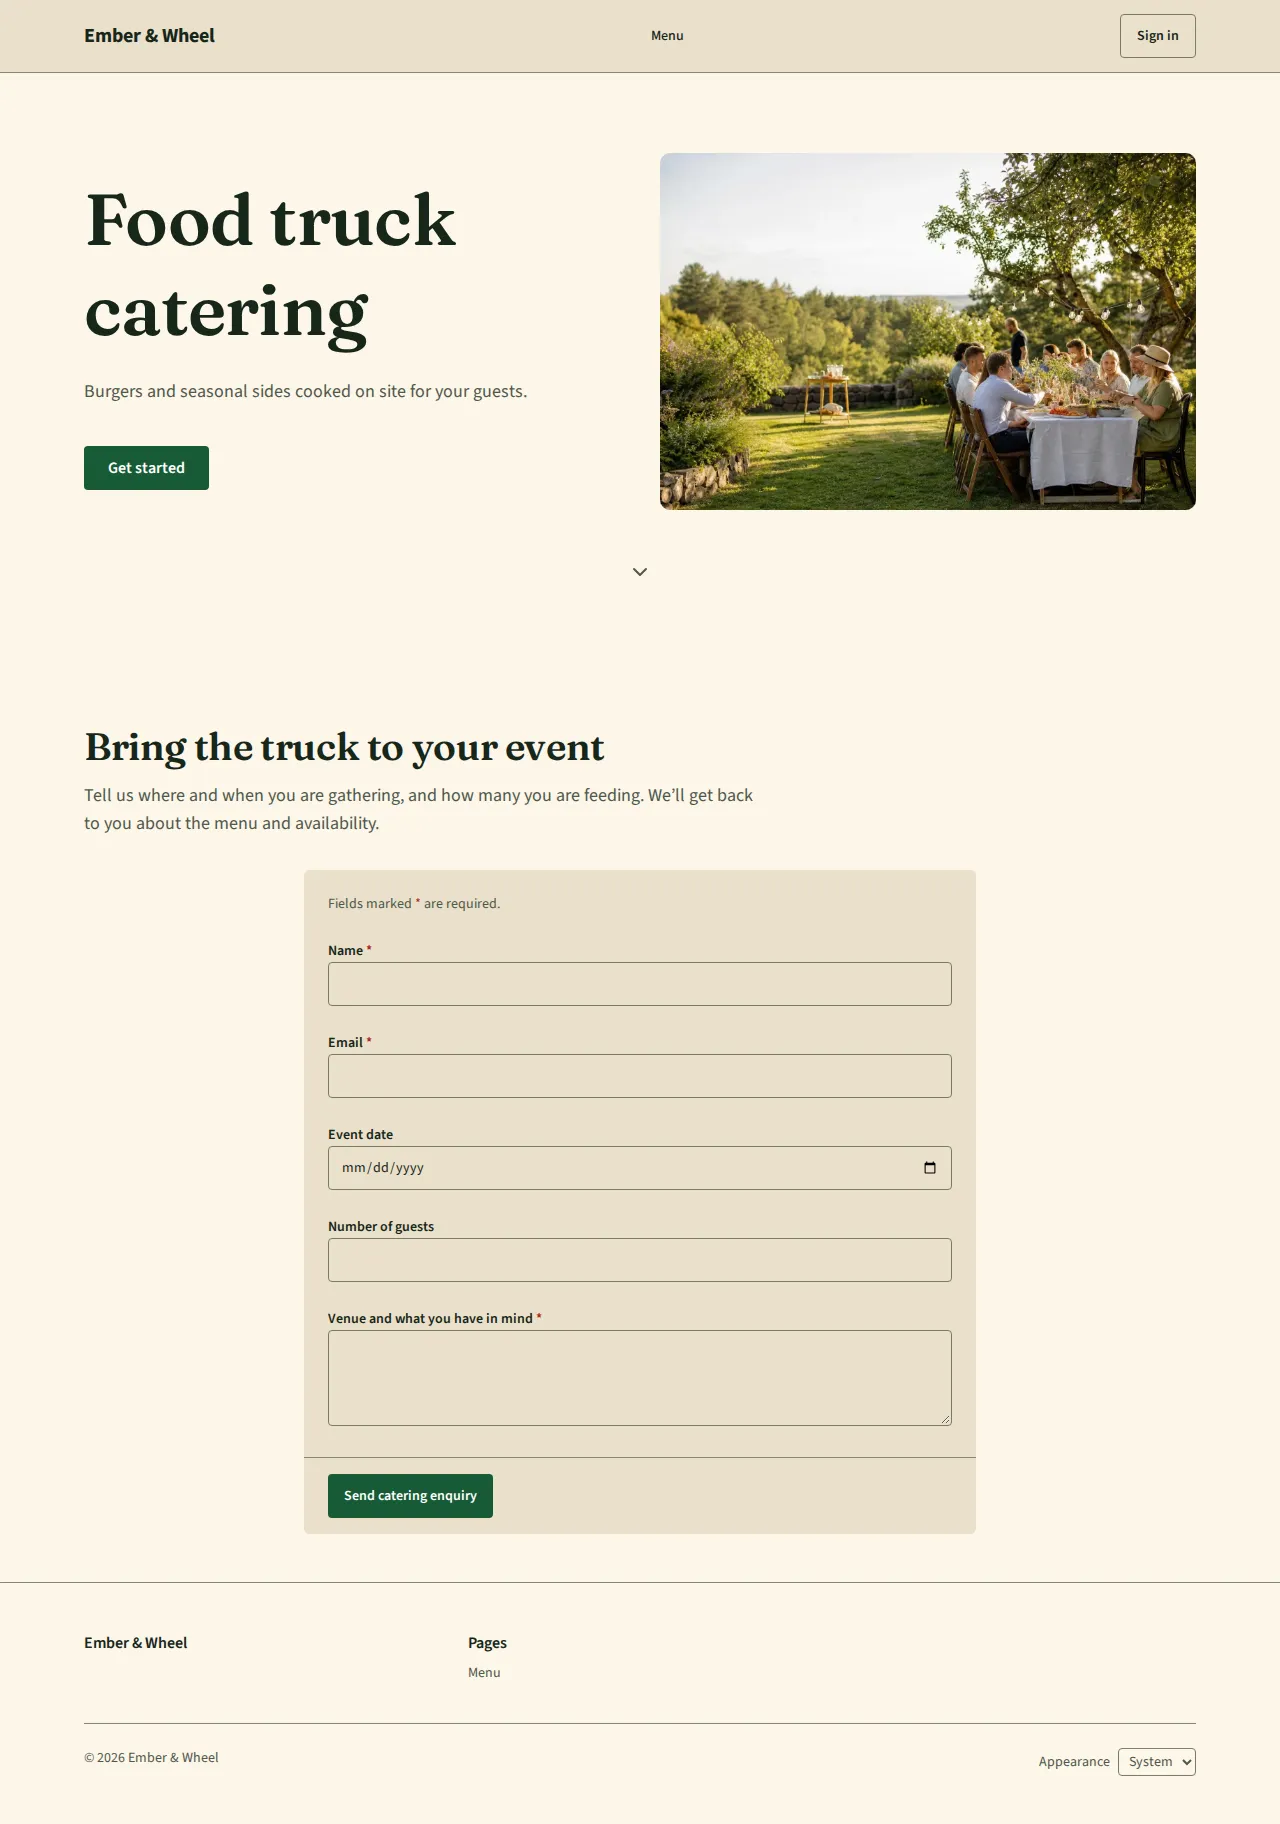 Ember & Wheel
Menu
Sign in
Food truck
catering
Burgers and seasonal sides cooked on site for your guests.
Get started
Bring the truck to your event
Tell us where and when you are gathering, and how many you are feeding. We’ll get back
to you about the menu and availability.
Fields marked * are required.
Name *
Email *
Event date
mm/dd/yyyy
Number of guests
Venue and what you have in mind *
Send catering enquiry
Ember & Wheel
Pages
Menu
© 2026 Ember & Wheel
Appearance
System